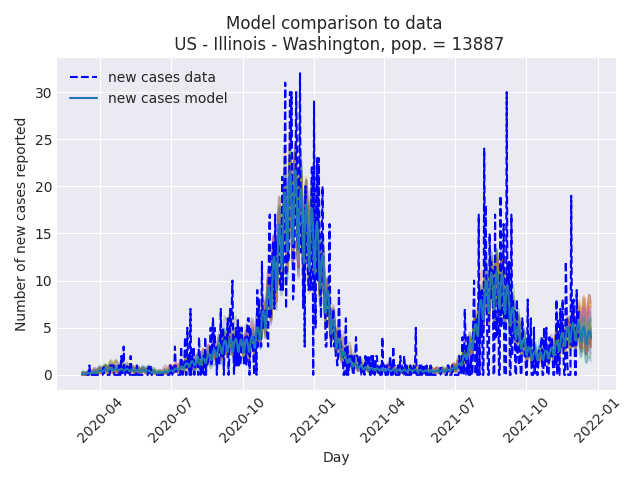 Model comparison to data
US - Illinois - Washington, pop. = 13887
new cases data
new cases model
Number of new cases reported
30
25
20
15
10
5
0
2020-04
2020-07
2020-10
2021-01
2021-04
2021-07
2021-10
2022-01
Day